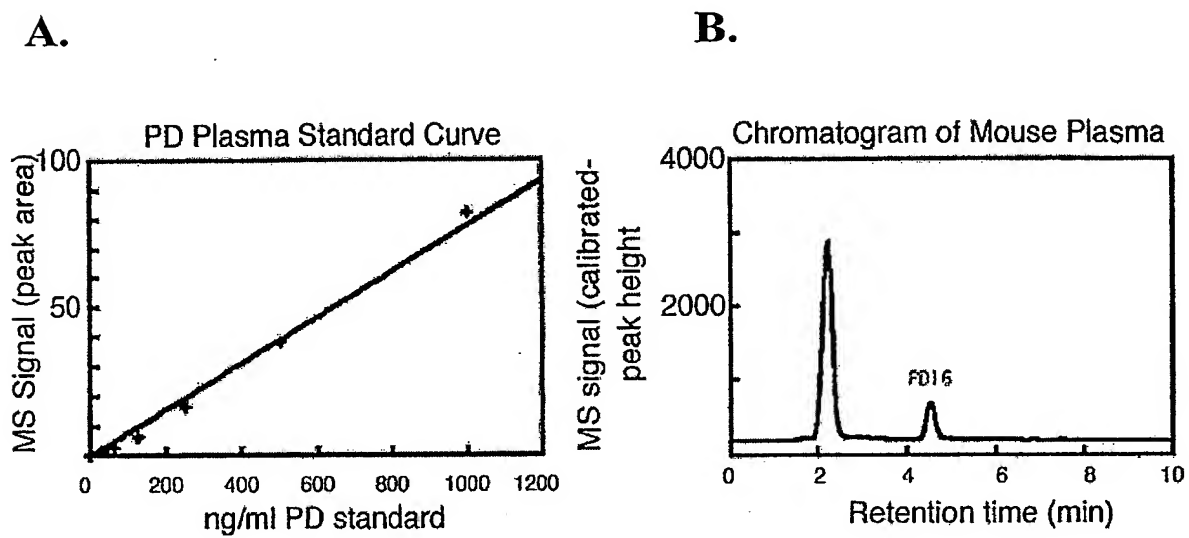 A.
B.
PD Plasma Standard Curve
MS Signal (peak area)
100
50
0 200 400 600 800 1000 1200
ng/ml PD standard
Chromatogram of Mouse Plasma
MS signal (calibrated-
peak height
4000
2000
0 2 4 6 8 10
Retention time (min)